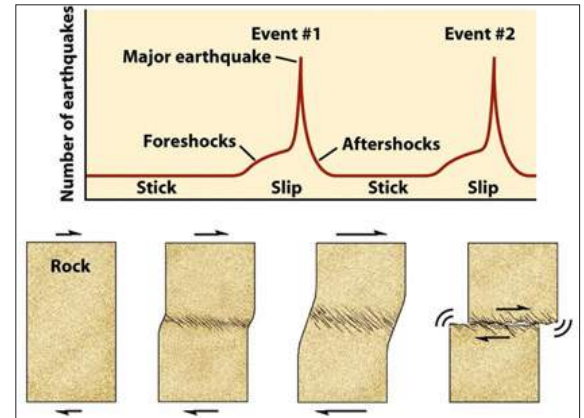 Number of earthquakes
Event #1
Event #2
Major earthquake
Foreshocks
Aftershocks
Stick
Slip
Stick
Slip
Rock